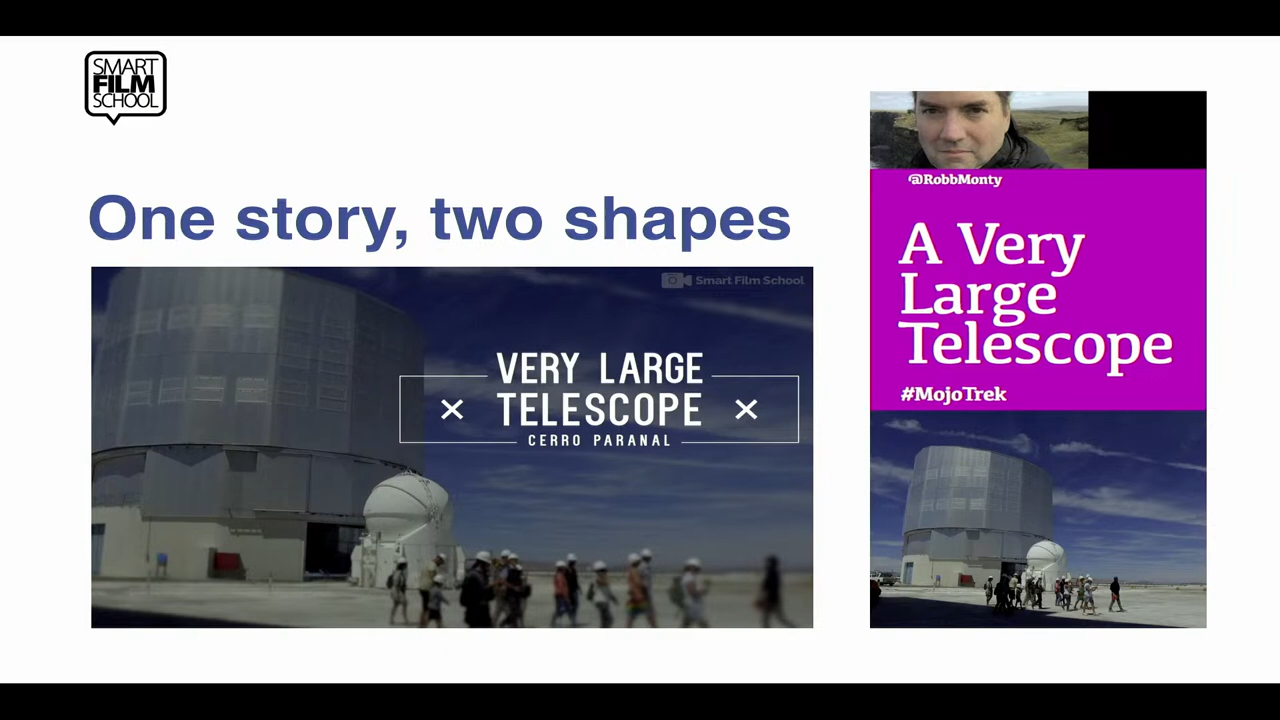 SMART
FILM
SCHOOL
One story, two shapes
Smart Film School
VERY LARGE
TELESCOPE
CERRO PARANAL
@RobbMonty
A Very
Large
Telescope
#MojoTrek